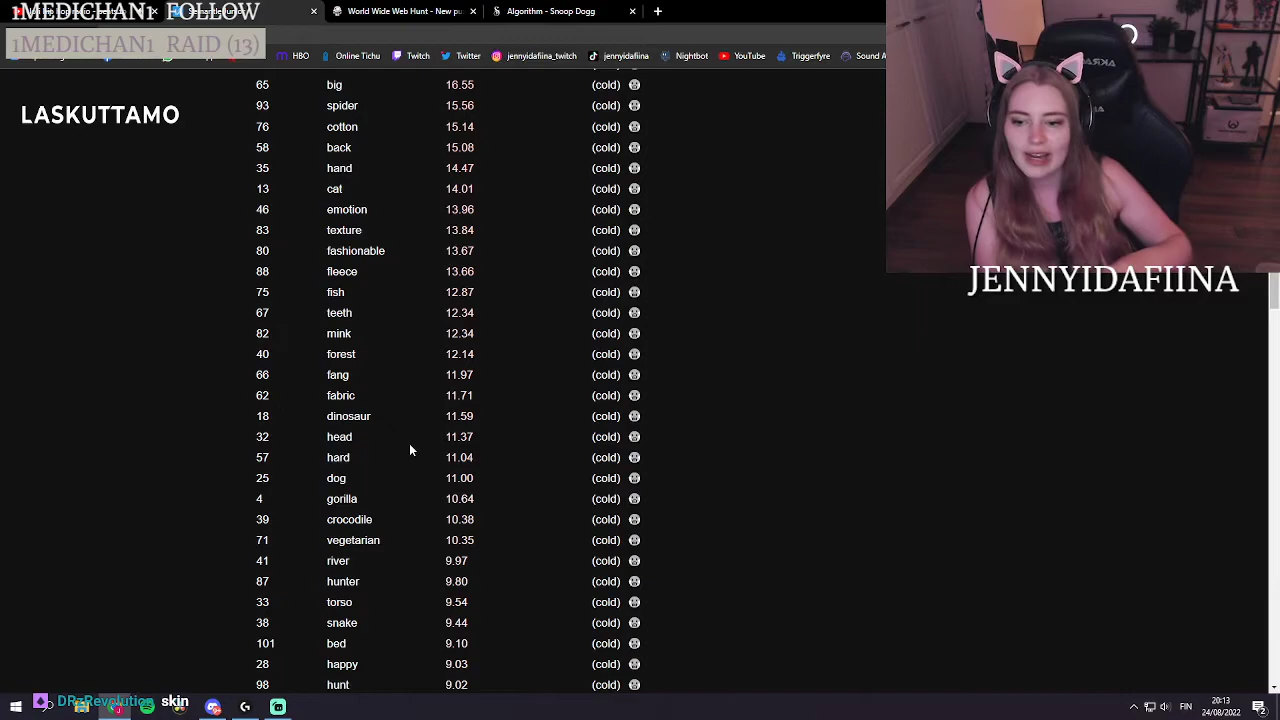 1MEDICHAN1 FOLLOW
World Wide Web Hunt - New pu
Algorithm - Snoop Dogg
1MEDICHAN1 RAID (13)
HBO
Online Tichu
Twitch
Twitter
jennyidafiina_twitch
jennyidafiina
Nightbot
YouTube
Triggerfyre
Sound A
LASKUTTAMO
65 big 16.55 (cold)
93 spider 15.56 (cold)
76 cotton 15.14 (cold)
58 back 15.08 (cold)
35 hand 14.47 (cold)
13 cat 14.01 (cold)
46 emotion 13.96 (cold)
83 texture 13.84 (cold)
80 fashionable 13.67 (cold)
88 fleece 13.66 (cold)
75 fish 12.87 (cold)
67 teeth 12.34 (cold)
82 mink 12.34 (cold)
40 forest 12.14 (cold)
66 fang 11.97 (cold)
62 fabric 11.71 (cold)
18 dinosaur 11.59 (cold)
32 head 11.37 (cold)
57 hard 11.04 (cold)
25 dog 11.00 (cold)
4 gorilla 10.64 (cold)
39 crocodile 10.38 (cold)
71 vegetarian 10.35 (cold)
41 river 9.97 (cold)
87 hunter 9.80 (cold)
33 torso 9.54 (cold)
38 snake 9.44 (cold)
101 bed 9.10 (cold)
28 happy 9.03 (cold)
98 hunt 9.02 (cold)
JENNYIDAFIINA
DRzRevolution skin
FIN
20:13
24/08/2022
2